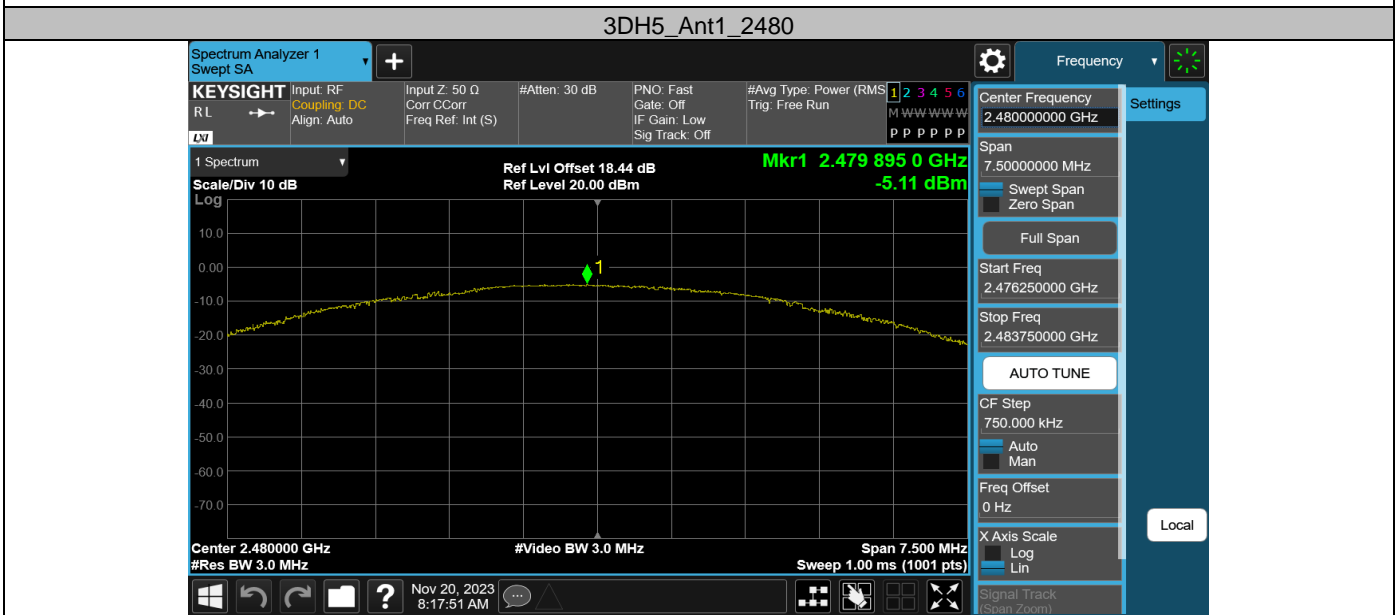 3DH5_Ant1_2480
Spectrum Analyzer 1
Swept SA
Frequency
KEYSIGHT
R L
LXI
Input: RF
Coupling: DC
Align: Auto
Input Z: 50 Ω
Corr CCorr
Freq Ref: Int (S)
#Atten: 30 dB
PNO: Fast
Gate: Off
IF Gain: Low
Sig Track: Off
#Avg Type: Power (RMS
Trig: Free Run
1 2 3 4 5 6
M W W W W W
P P P P P P
1 Spectrum
Scale/Div 10 dB
Ref Lvl Offset 18.44 dB
Ref Level 20.00 dBm
Mkr1 2.479 895 0 GHz
-5.11 dBm
Log
10.0
0.00
-10.0
-20.0
-30.0
-40.0
-50.0
-60.0
-70.0
1
Center 2.480000 GHz
#Res BW 3.0 MHz
#Video BW 3.0 MHz
Span 7.500 MHz
Sweep 1.00 ms (1001 pts)
Nov 20, 2023
8:17:51 AM
Center Frequency
2.480000000 GHz
Settings
Span
7.50000000 MHz
Swept Span
Zero Span
Full Span
Start Freq
2.476250000 GHz
Stop Freq
2.483750000 GHz
AUTO TUNE
CF Step
750.000 kHz
Auto
Man
Freq Offset
0 Hz
Local
X Axis Scale
Log
Lin
Signal Track
(Span Zoom)